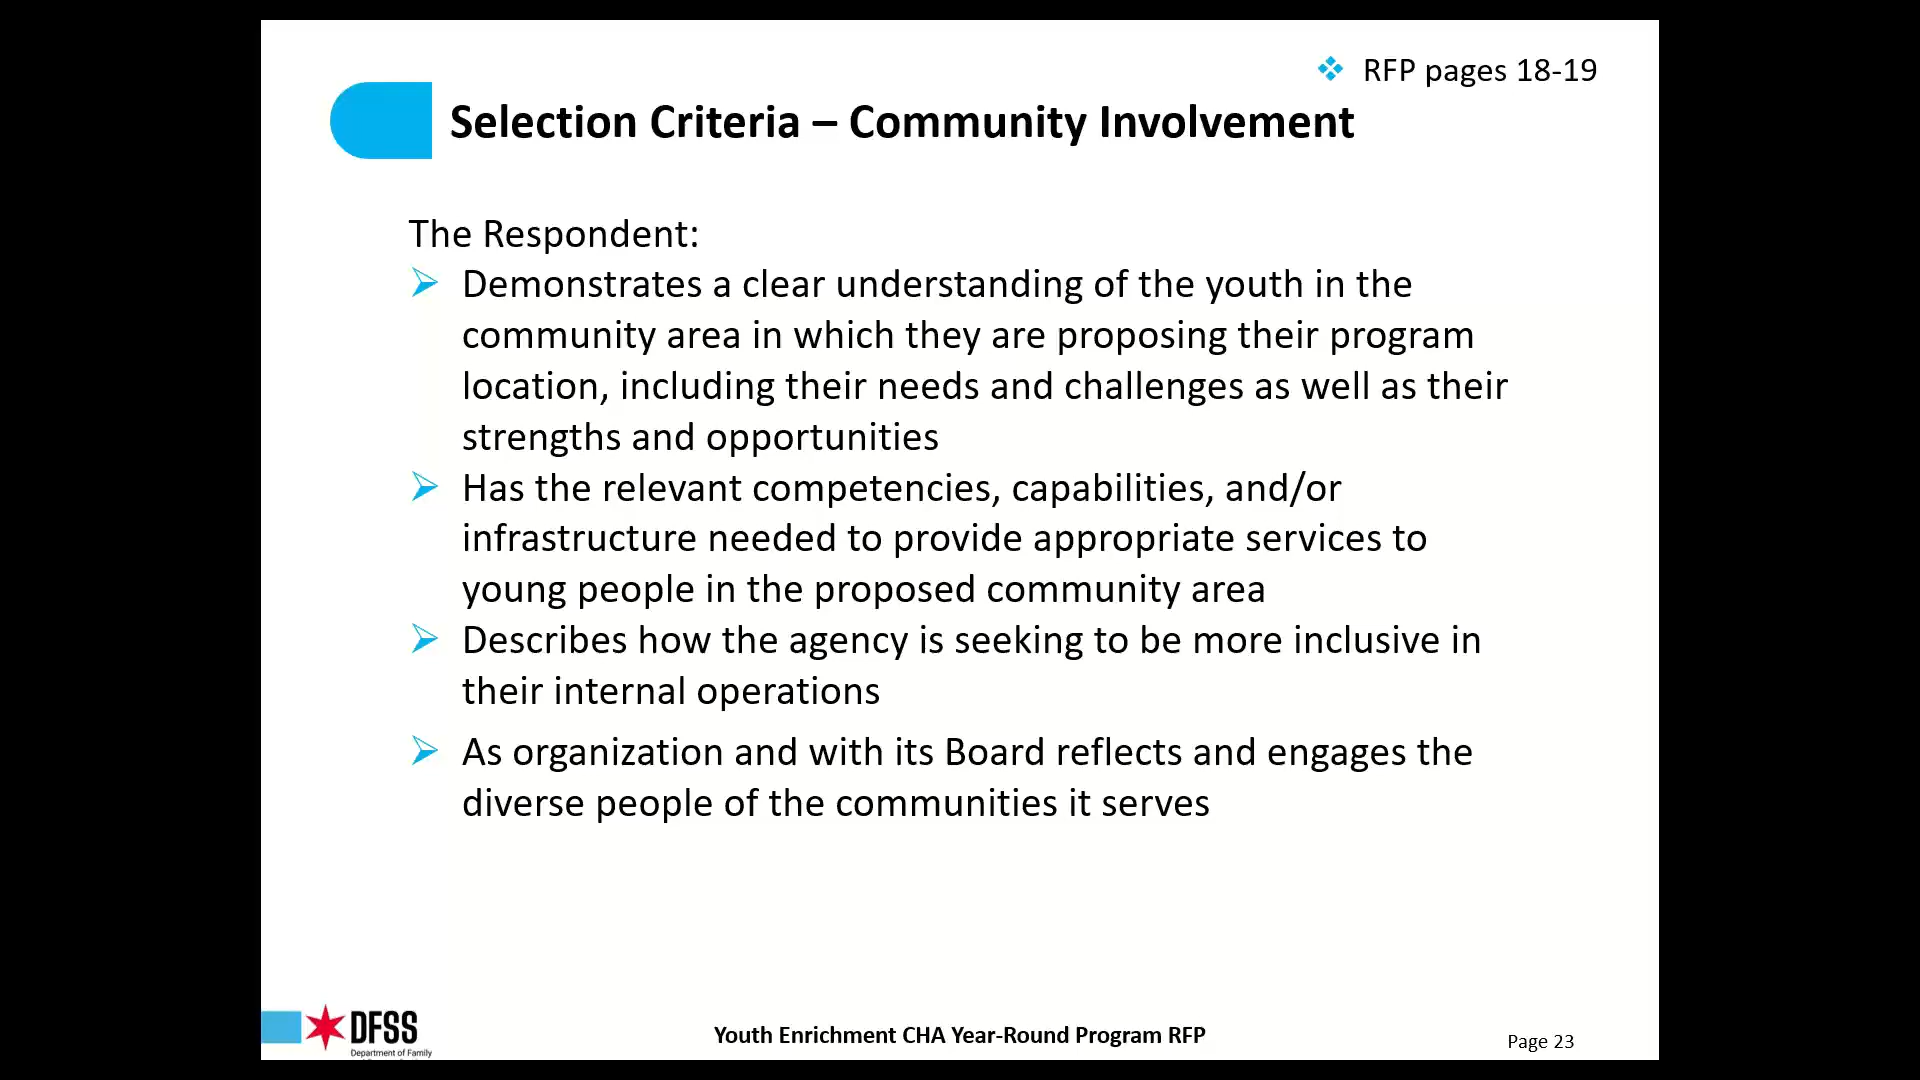 RFP pages 18-19
Selection Criteria – Community Involvement
The Respondent:
Demonstrates a clear understanding of the youth in the
community area in which they are proposing their program
location, including their needs and challenges as well as their
strengths and opportunities
Has the relevant competencies, capabilities, and/or
infrastructure needed to provide appropriate services to
young people in the proposed community area
Describes how the agency is seeking to be more inclusive in
their internal operations
As organization and with its Board reflects and engages the
diverse people of the communities it serves
DFSS
Department of Family
Youth Enrichment CHA Year-Round Program RFP
Page 23